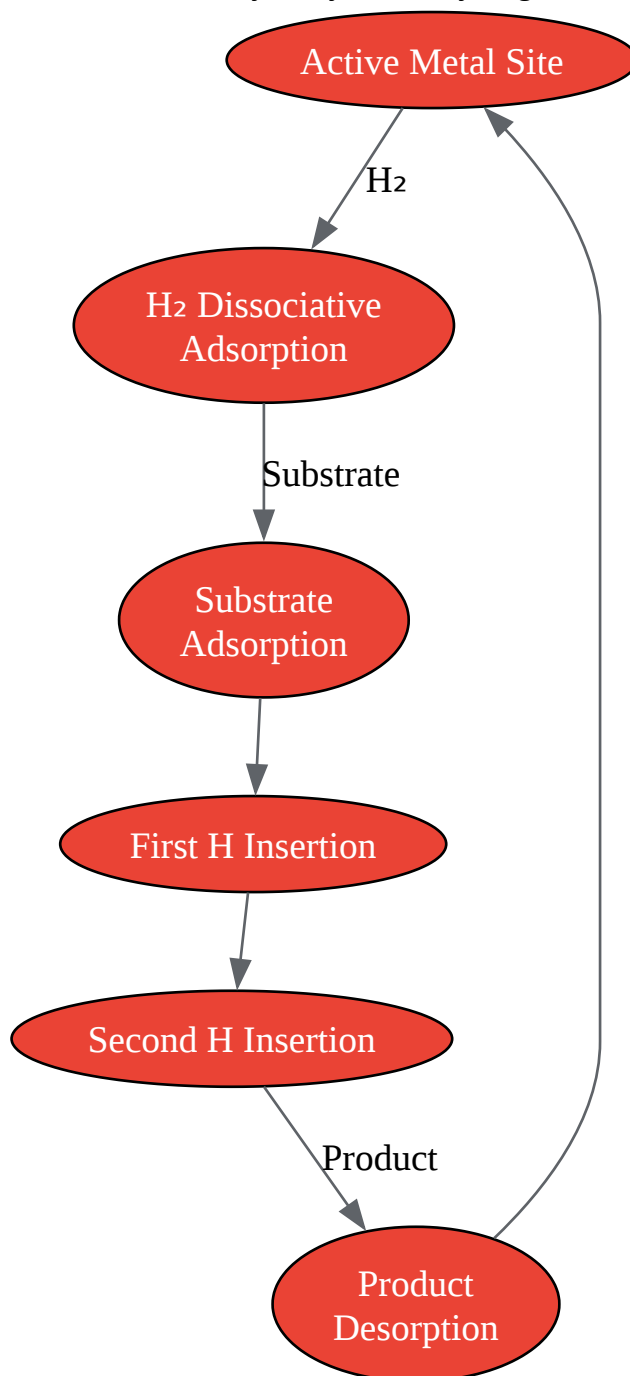 Active Metal Site
H₂
H₂ Dissociative
Adsorption
Substrate
Substrate
Adsorption
First H Insertion
Second H Insertion
Product
Product
Desorption